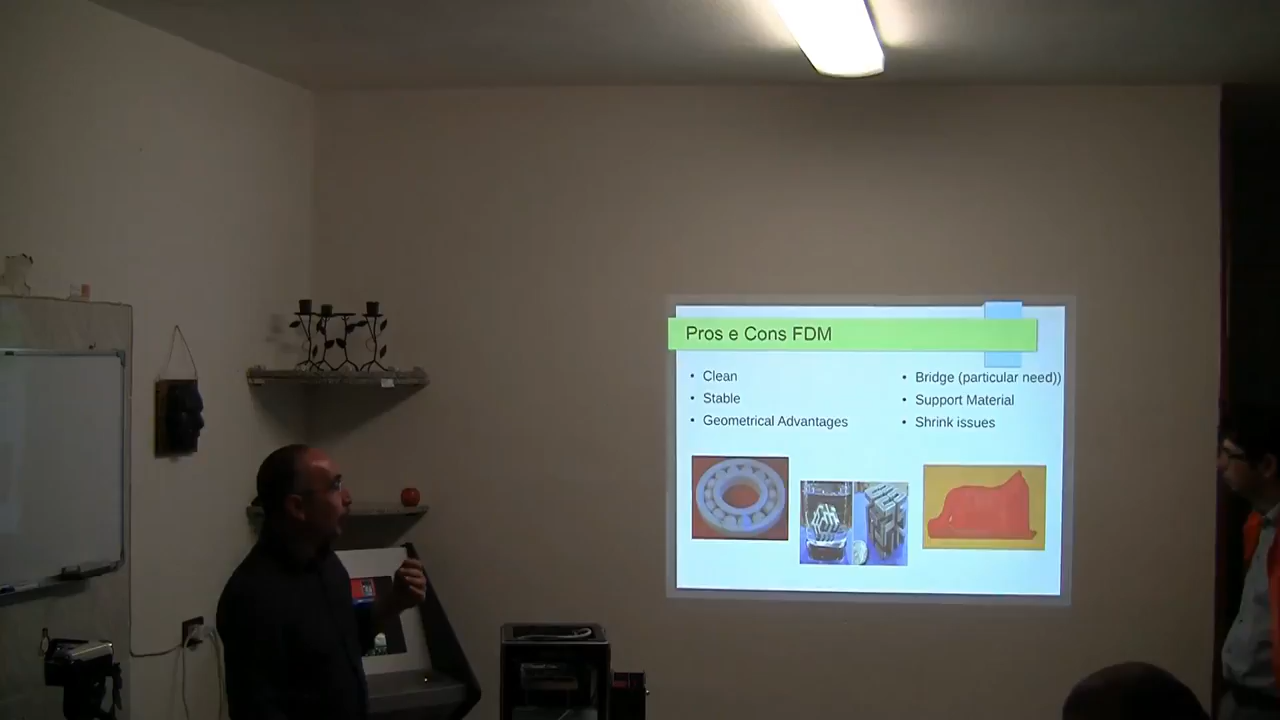 Pros e Cons FDM
• Clean
• Stable
• Geometrical Advantages
• Bridge (particular need))
• Support Material
• Shrink issues